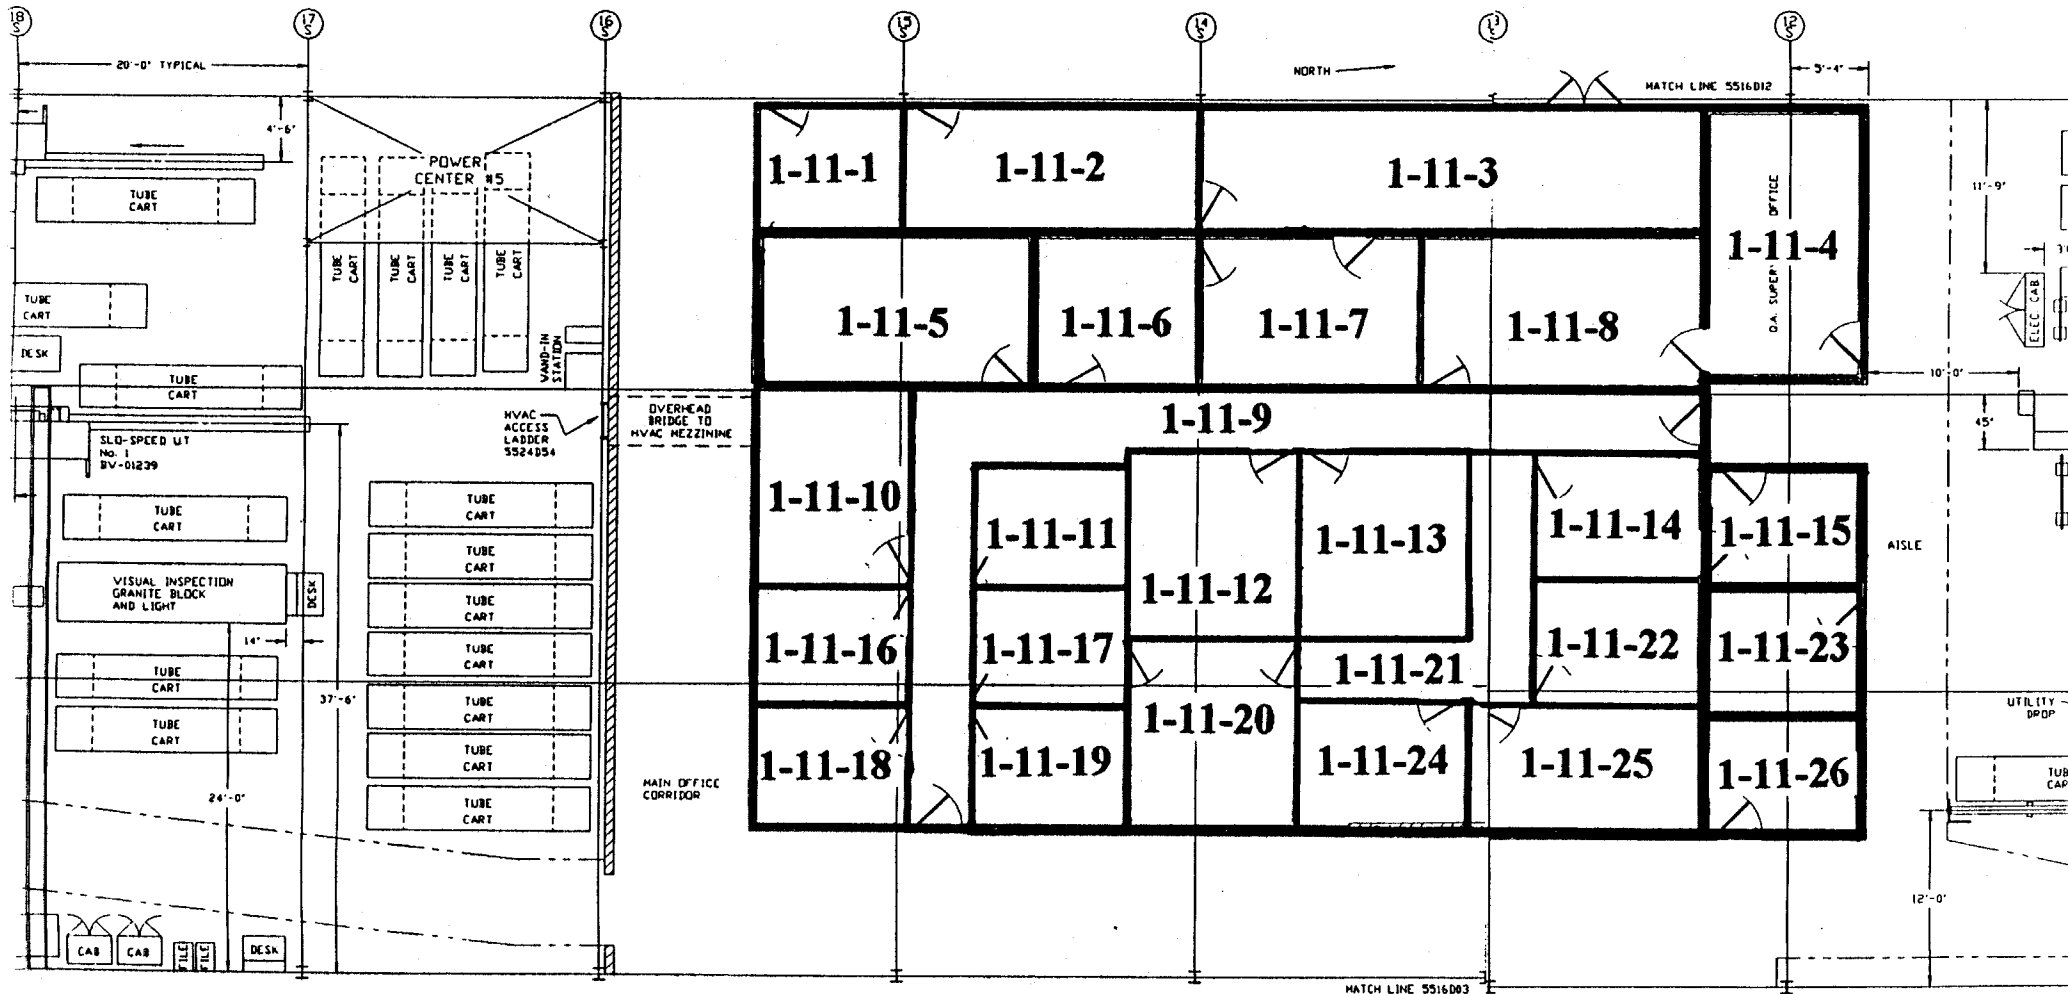 18
S
17
S
16
S
15
S
14
S
13
S
12
S
20'-0" TYPICAL
NORTH
MATCH LINE 5516D12
5'-4"
4'-6"
POWER
CENTER #5
TUBE
CART
TUBE
CART
TUBE
CART
TUBE
CART
TUBE
CART
TUBE
CART
DESK
TUBE
CART
WAND-IN
STATION
HVAC
ACCESS
LADDER
5524D54
OVERHEAD
BRIDGE TO
HVAC MEZZININE
SLO-SPEED UT
No. 1
BV-01239
TUBE
CART
VISUAL INSPECTION
GRANITE BLOCK
AND LIGHT
DESK
14"
TUBE
CART
TUBE
CART
37'-6"
24'-0"
TUBE
CART
TUBE
CART
TUBE
CART
TUBE
CART
TUBE
CART
TUBE
CART
TUBE
CART
CAB
CAB
FILE
FILE
DESK
MAIN OFFICE
CORRIDOR
1-11-1
1-11-2
1-11-3
Q.A. SUPERV OFFICE
1-11-4
1-11-5
1-11-6
1-11-7
1-11-8
1-11-9
1-11-10
1-11-11
1-11-12
1-11-13
1-11-14
1-11-15
1-11-16
1-11-17
1-11-21
1-11-22
1-11-23
1-11-18
1-11-19
1-11-20
1-11-24
1-11-25
1-11-26
11'-9"
ELEC CAB
10'-0"
45"
AISLE
UTILITY
DROP
TUB
CAR
12'-0"
MATCH LINE 5516D03